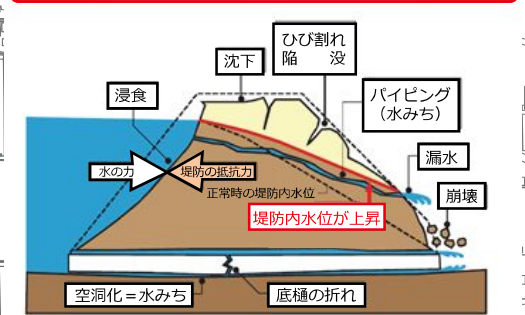 ひび割れ
陥　没
沈下
浸食
パイピング
（水みち）
漏水
水の力
堤防の抵抗力
正常時の堤防内水位
崩壊
堤防内水位が上昇
空洞化＝水みち
底樋の折れ